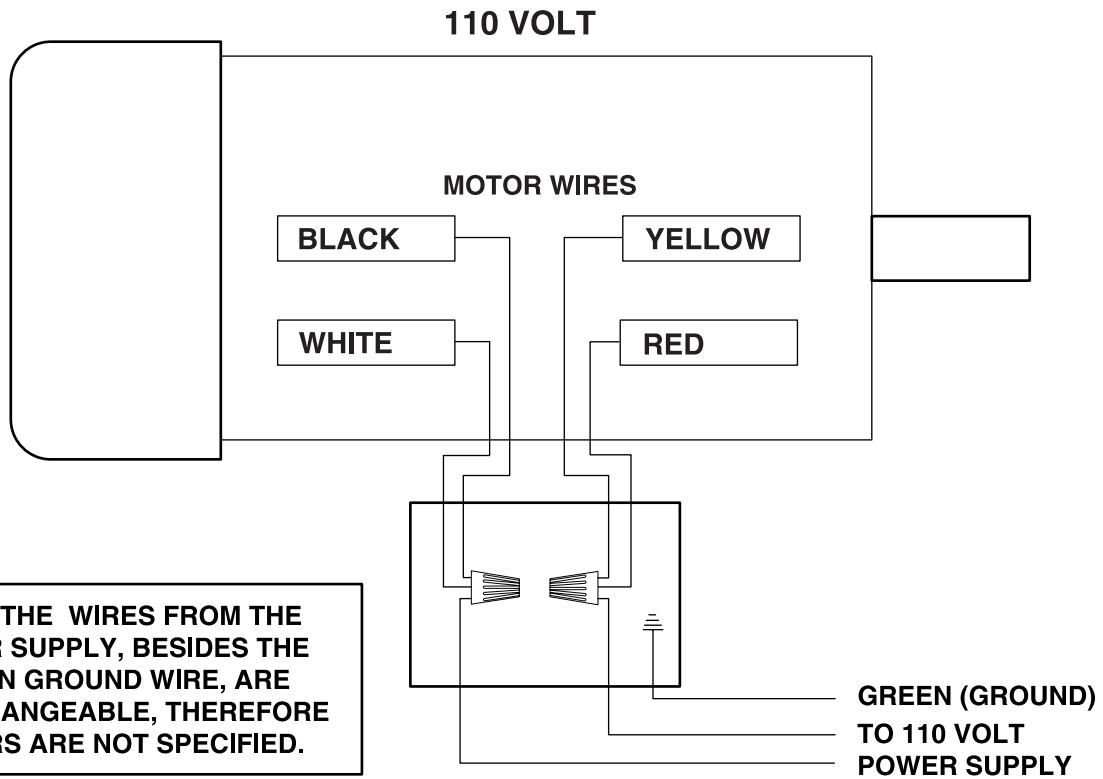 110 VOLT
MOTOR WIRES
BLACK
YELLOW
WHITE
RED
THE WIRES FROM THE
SUPPLY, BESIDES THE
GROUND WIRE, ARE
THEREFORE
ARE NOT SPECIFIED.
GREEN (GROUND)
TO 110 VOLT
POWER SUPPLY